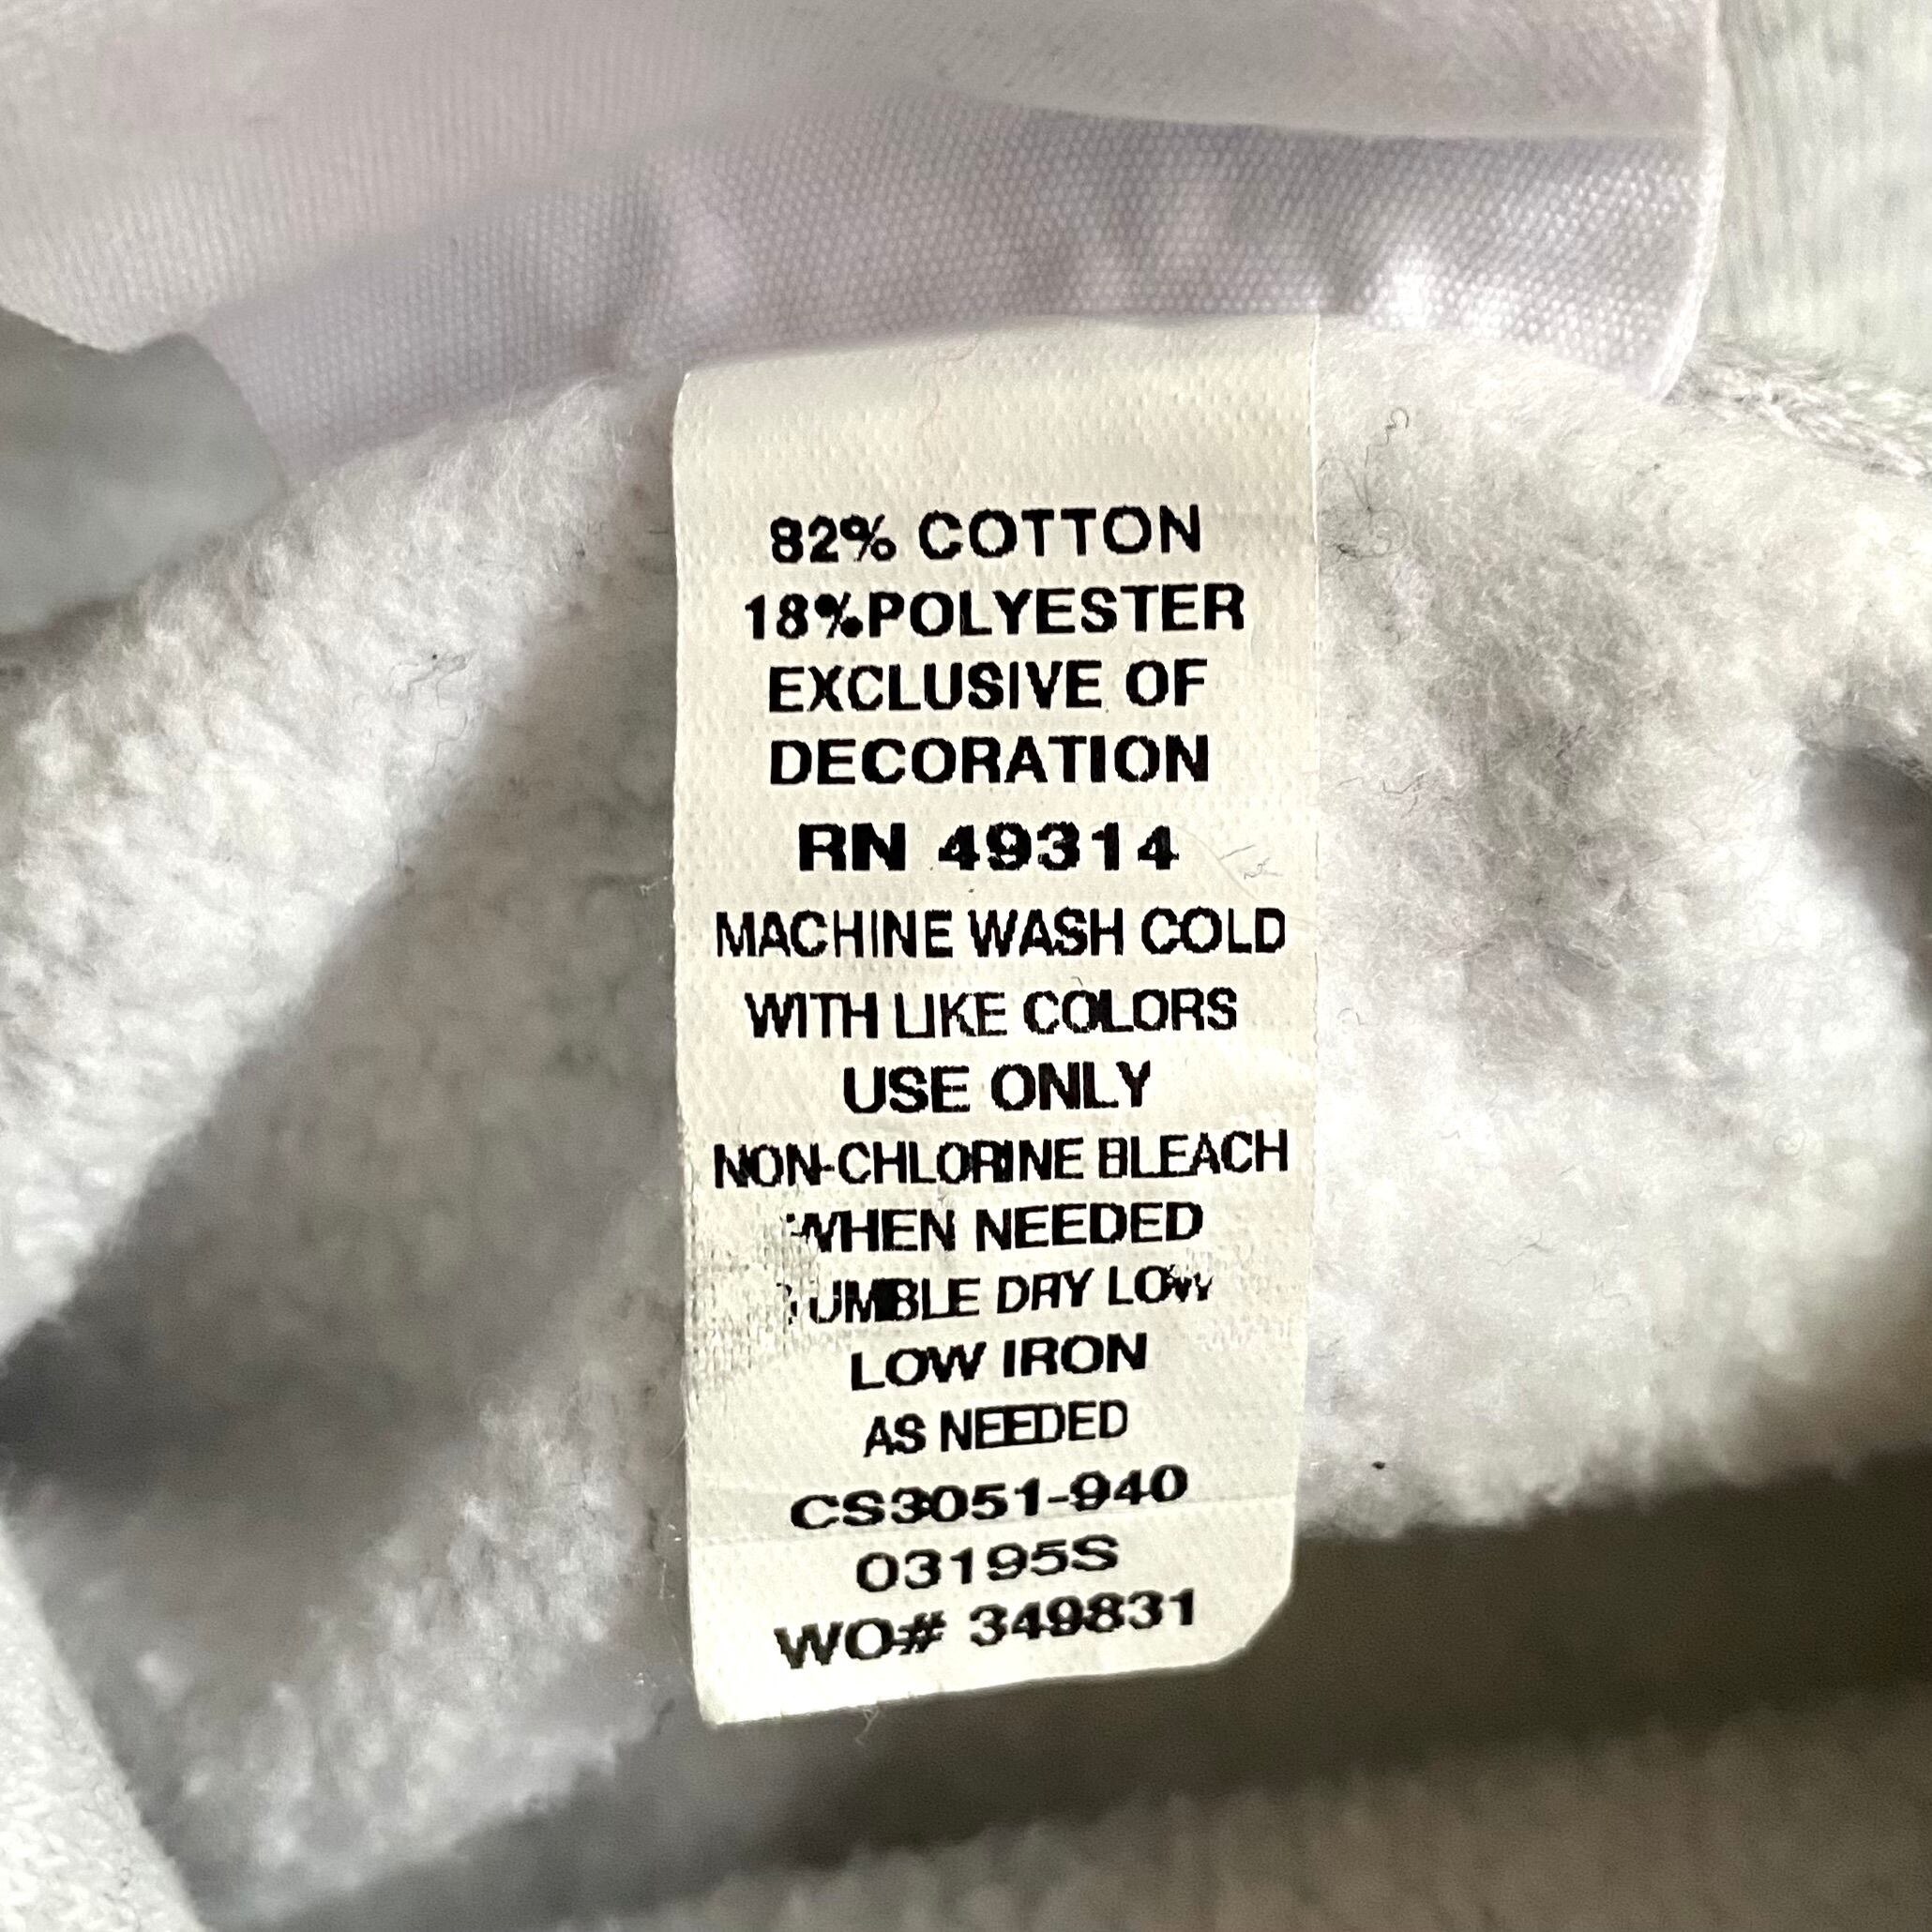 82% COTTON
18%POLYESTER
EXCLUSIVE OF
DECORATION
RN 49314
MACHINE WASH COLD
WITH LIKE COLORS
USE ONLY
NON-CHLORINE BLEACH
WHEN NEEDED
TUMBLE DRY LOW
LOW IRON
AS NEEDED
CS3051-940
03195S
WO# 349831